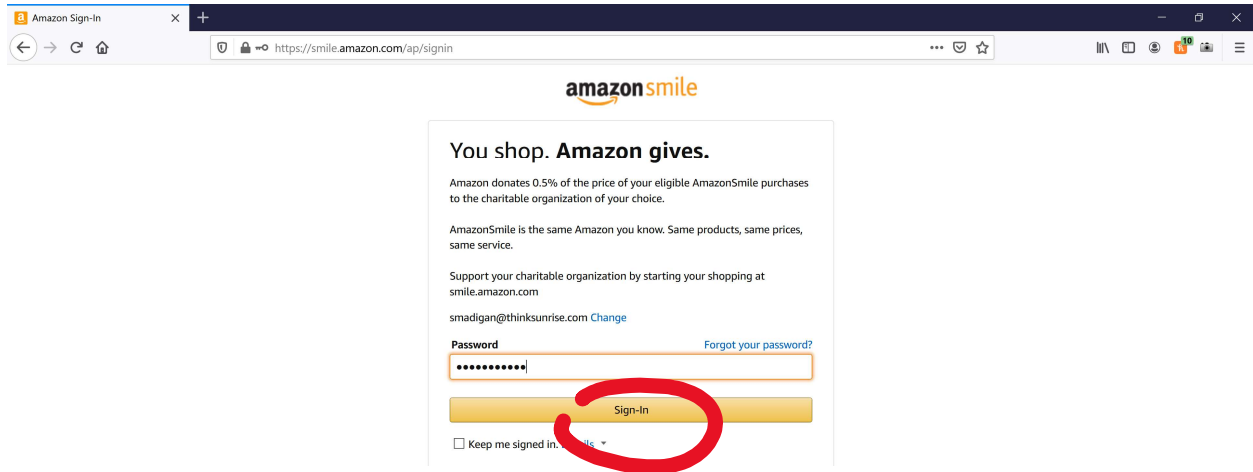 Amazon Sign-In
https://smile.amazon.com/ap/signin
10
amazonsmile
You shop. Amazon gives.
Amazon donates 0.5% of the price of your eligible AmazonSmile purchases
to the charitable organization of your choice.
AmazonSmile is the same Amazon you know. Same products, same prices,
same service.
Support your charitable organization by starting your shopping at
smile.amazon.com
smadigan@thinksunrise.com Change
Password Forgot your password?
•••••••••••
Sign-In
Keep me signed in.